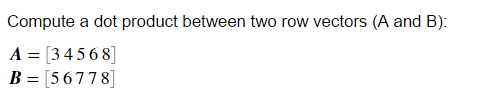 Compute a dot product between two row vectors (A and B):
A = [3 4 5 6 8]
B = [5 6 7 7 8]